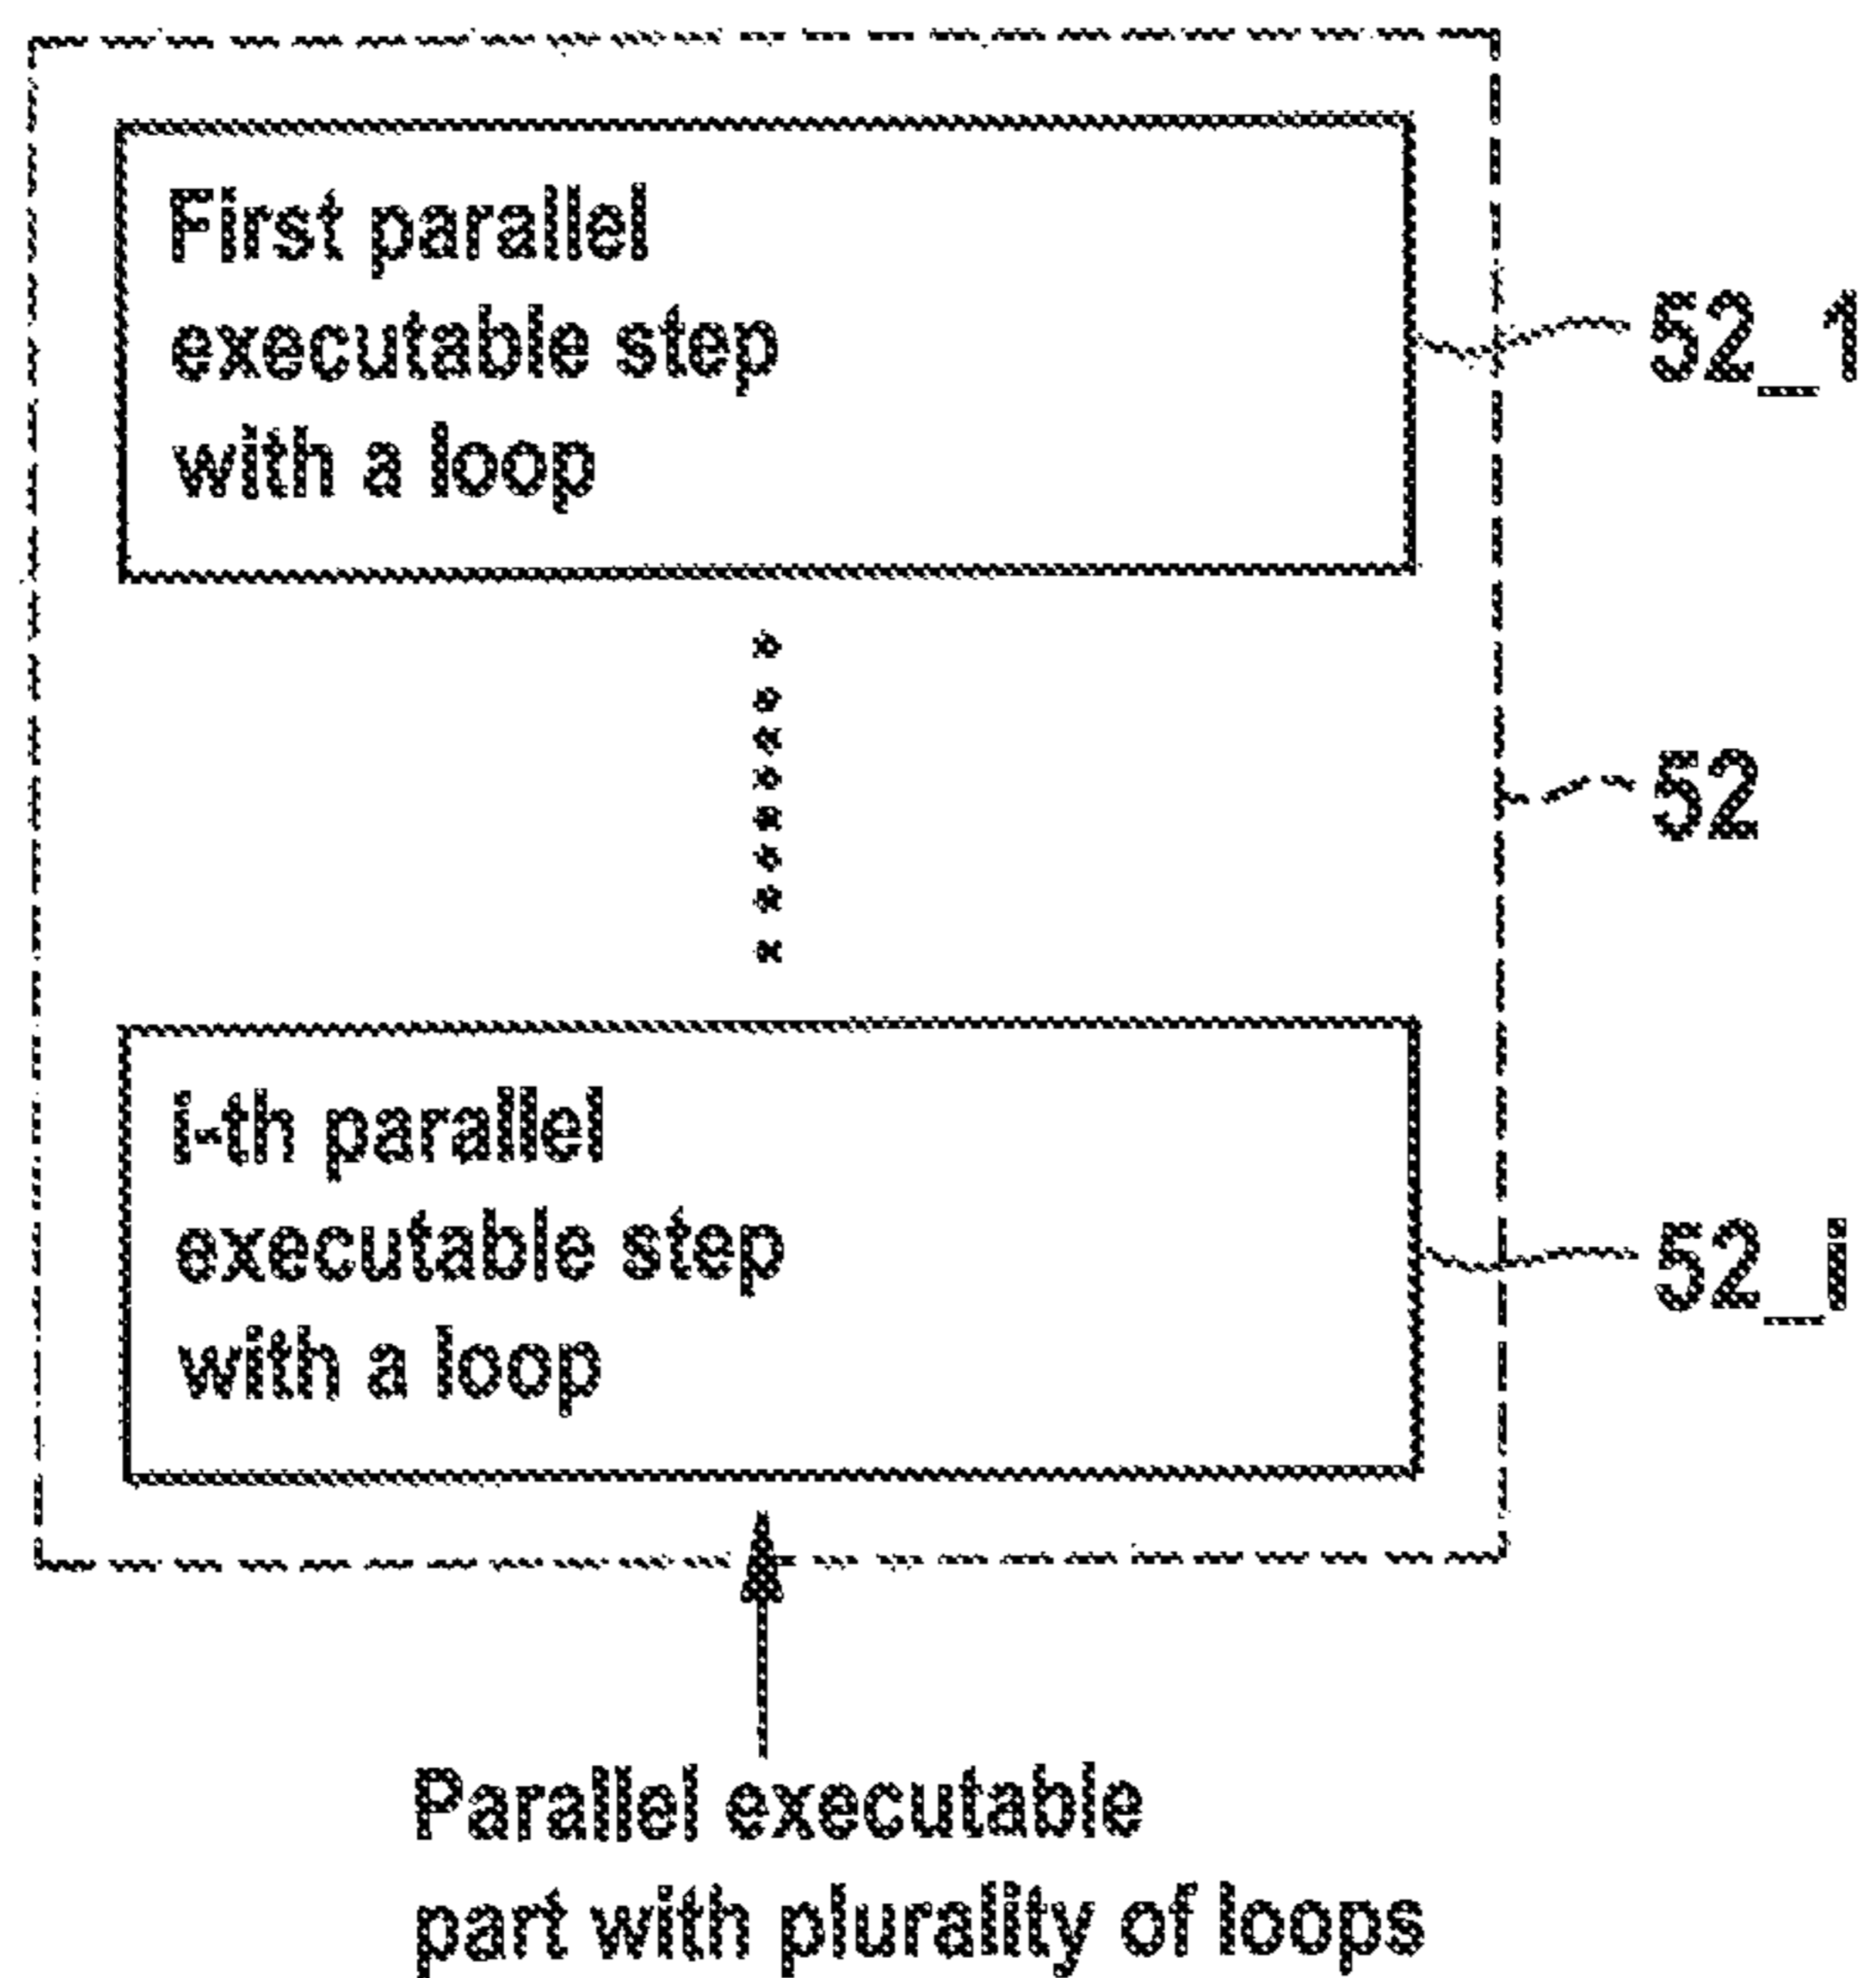 First parallel
executable step
with a loop
52_1
52
i-th parallel
executable step
with a loop
52_i
Parallel executable
part with plurality of loops